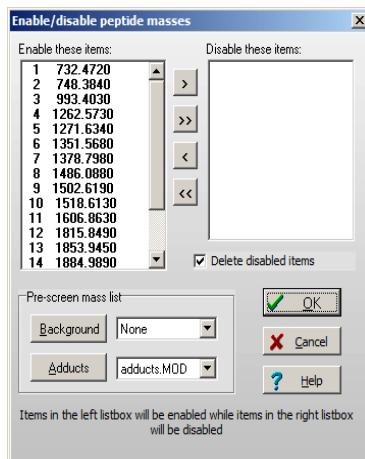 Enable/disable peptide masses
Enable these items:
Disable these items:
1 732.4720
2 748.3840
3 993.4030
4 1262.5730
5 1271.6340
6 1351.5680
7 1378.7980
8 1486.0880
9 1502.6190
10 1518.6130
11 1606.8630
12 1815.8490
13 1853.9450
14 1884.9890
>
>>
<
<<
Delete disabled items
Pre-screen mass list
Background None
Adducts adducts.MOD
OK
Cancel
Help
Items in the left listbox will be enabled while items in the right listbox
will be disabled